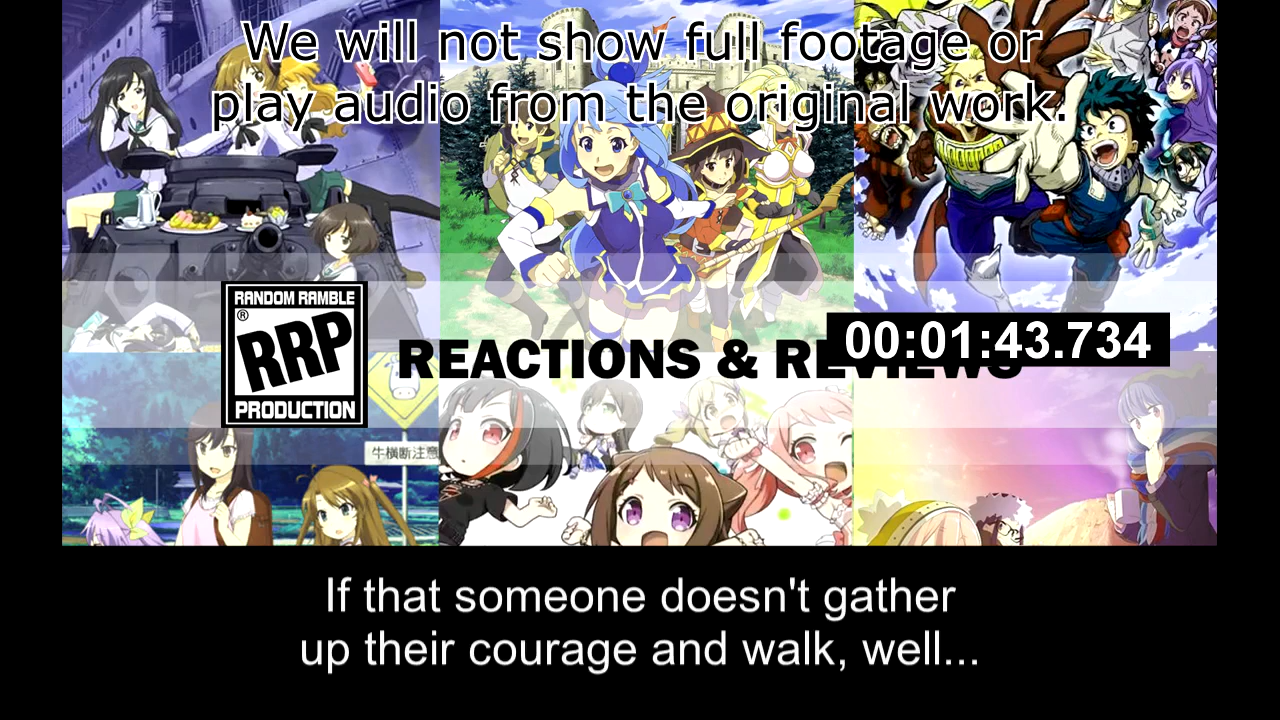 We will not show full footage or
play audio from the original work.
RANDOM RAMBLE
®
RRP
PRODUCTION
REACTIONS & REVIEWS
00:01:43.734
牛横断注意
If that someone doesn't gather
up their courage and walk, well...